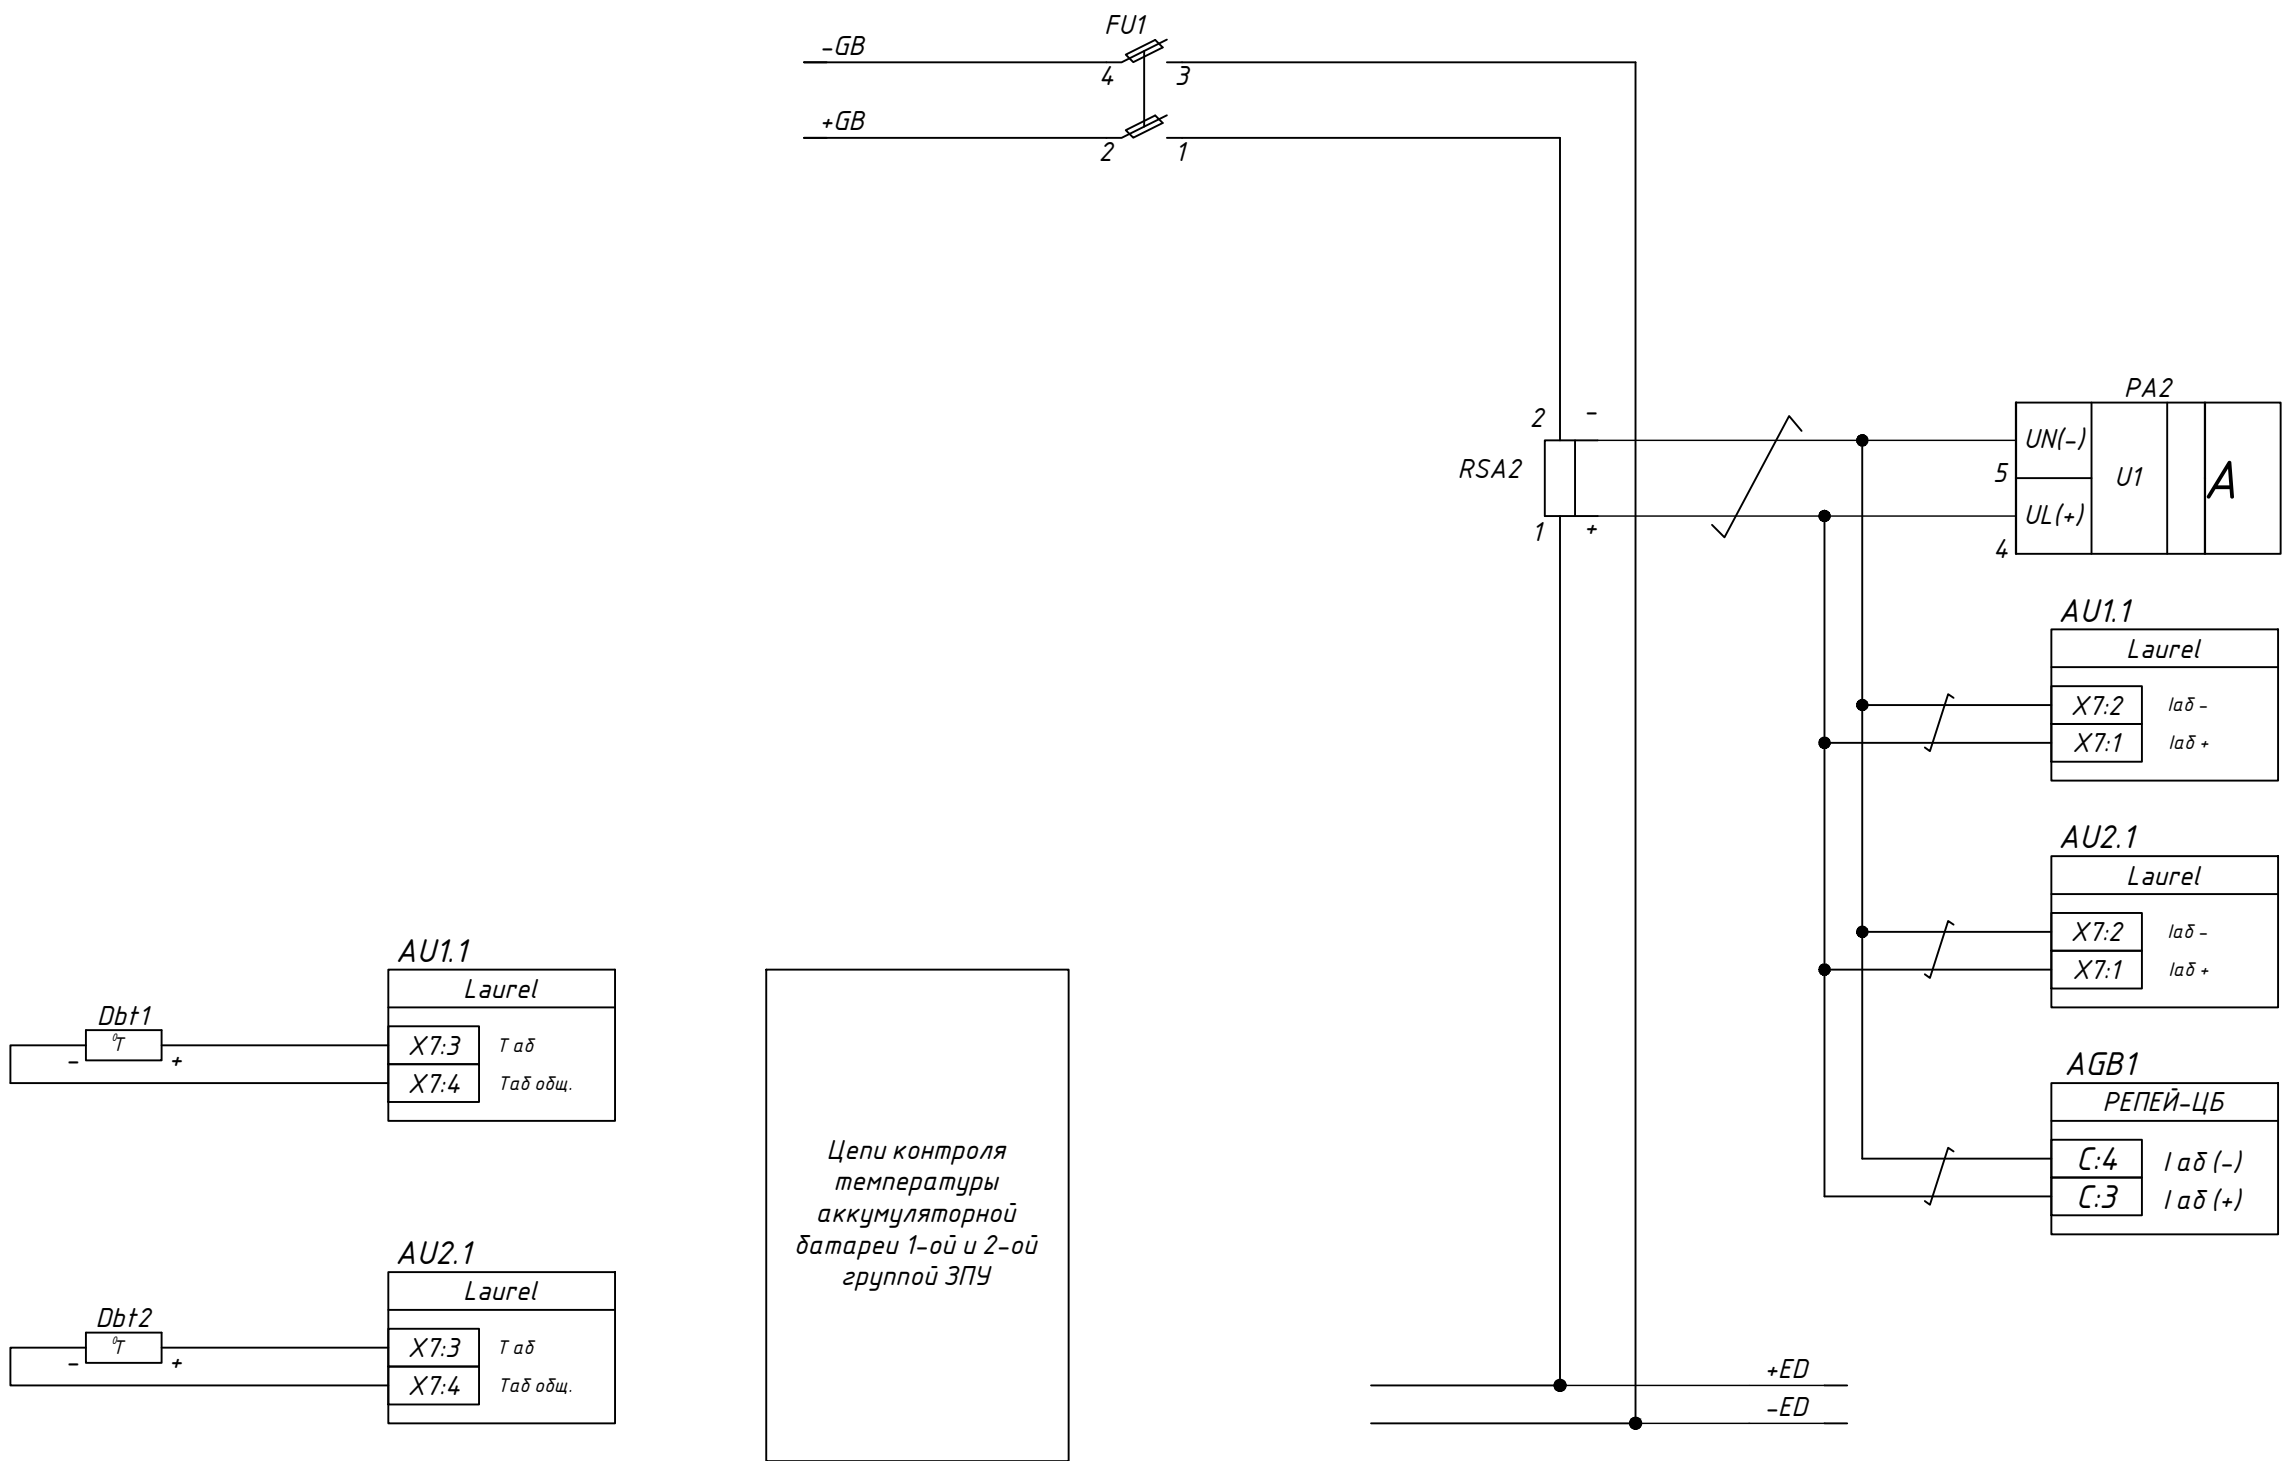 FU1
-GB
4
3
+GB
2
1
PA2
2
-
UN(-)
RSA2
5
U1
A
UL(+)
1
+
4
AU1.1
Laurel
X7:2
Iаб -
X7:1
Iаб +
AU2.1
Laurel
X7:2
Iаб -
X7:1
Iаб +
AGB1
РЕПЕЙ-ЦБ
C:4
I аб (-)
C:3
I аб (+)
AU1.1
Laurel
Dbt1
°T
-
+
X7:3
Т аб
X7:4
Таб общ.
Цепи контроля
температуры
аккумуляторной
батареи 1-ой и 2-ой
группой ЗПУ
AU2.1
Laurel
Dbt2
°T
-
+
X7:3
Т аб
X7:4
Таб общ.
+ED
-ED